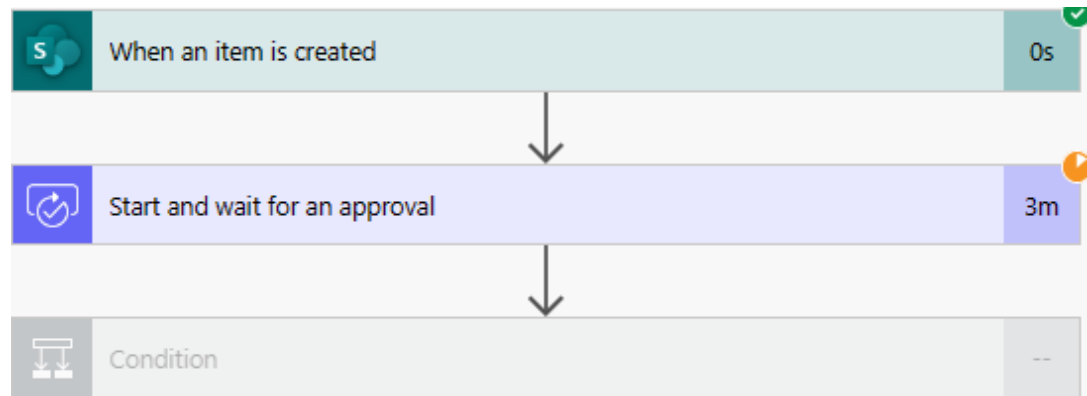 S
When an item is created
0s
Start and wait for an approval
3m
Condition
--